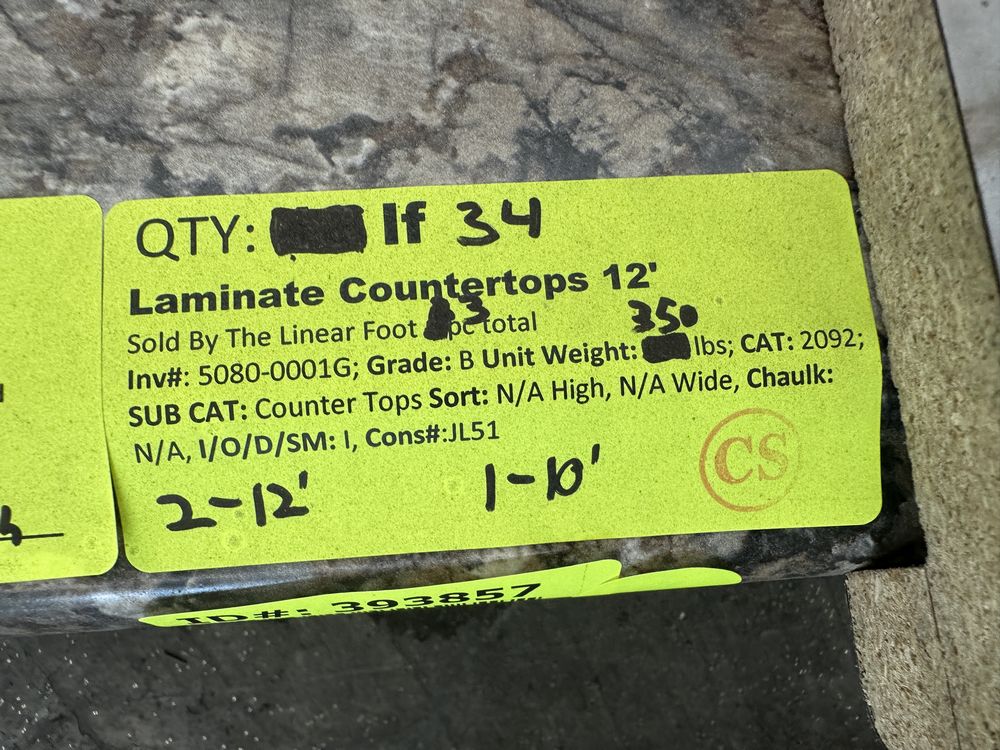 QTY: lf 34
Laminate Countertops 12'
Sold By The Linear Foot 3 pc total
350
Inv#: 5080-0001G; Grade: B Unit Weight: lbs; CAT: 2092;
SUB CAT: Counter Tops Sort: N/A High, N/A Wide, Chaulk:
N/A, I/O/D/SM: I, Cons#:JL51
CS
2-12' 1-10'
ID#: 393857